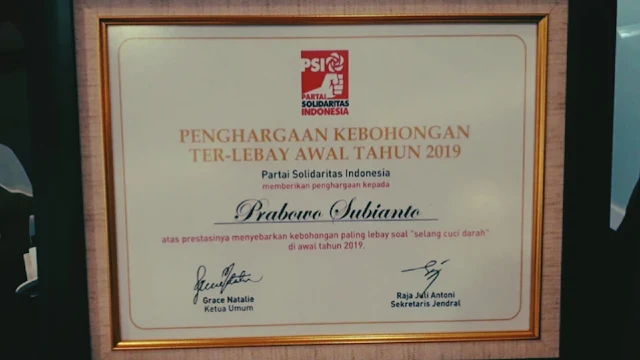 PSI
PARTAI
SOLIDARITAS
INDONESIA
PENGHARGAAN KEBOHONGAN
TER-LEBAY AWAL TAHUN 2019
Partai Solidaritas Indonesia
memberikan penghargaan kepada
Prabowo Subianto
atas prestasinya menyebarkan kebohongan paling lebay soal "selang cuci darah"
di awal tahun 2019.
Grace Natalie
Ketua Umum
Raja Juli Antoni
Sekretaris Jendral